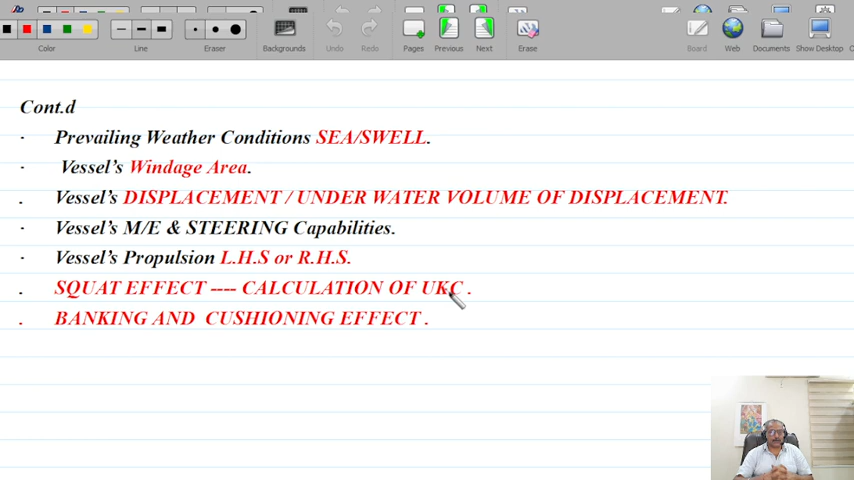 Color
Line
Eraser
Backgrounds
Undo
Redo
Pages
Previous
Next
Erase
Board
Web
Documents
Show Desktop
Cont.d
· Prevailing Weather Conditions SEA/SWELL.
· Vessel's Windage Area.
. Vessel's DISPLACEMENT / UNDER WATER VOLUME OF DISPLACEMENT.
· Vessel's M/E & STEERING Capabilities.
· Vessel's Propulsion L.H.S or R.H.S.
. SQUAT EFFECT ---- CALCULATION OF UKC .
. BANKING AND CUSHIONING EFFECT .